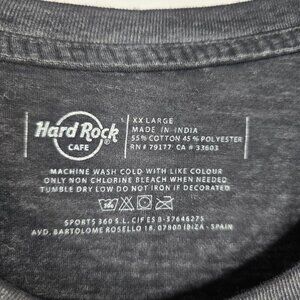 Hard Rock
CAFE
®
XX LARGE
MADE IN INDIA
55% COTTON 45% POLYESTER
RN # 79177 CA # 33603
MACHINE WASH COLD WITH LIKE COLOUR
ONLY NON CHLORINE BLEACH WHEN NEEDED
TUMBLE DRY LOW DO NOT IRON IF DECORATED
SPORTS 360 S.L. CIF ES B-37646275
AVD. BARTOLOME ROSELLO 18, 07800 IBIZA - SPAIN